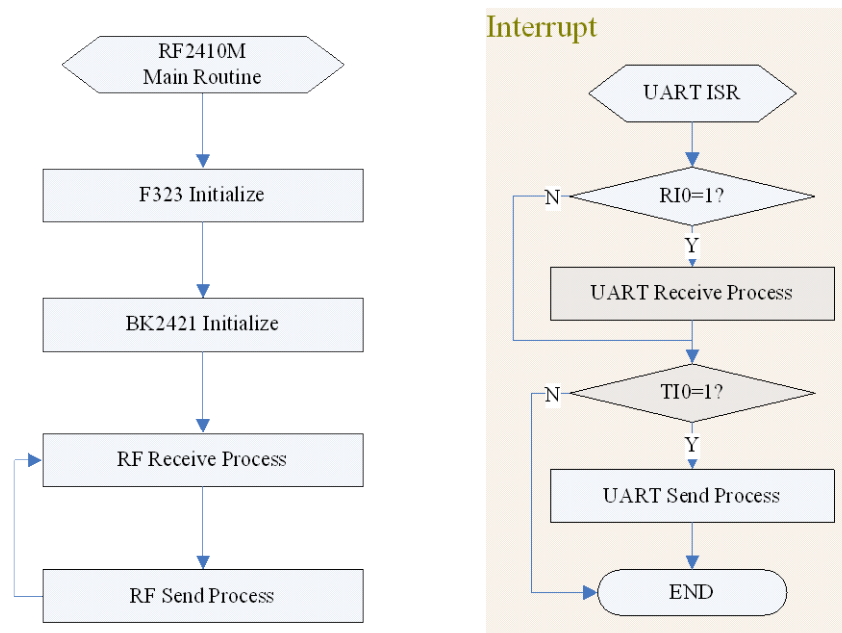 RF2410M
Main Routine
F323 Initialize
BK2421 Initialize
RF Receive Process
RF Send Process
Interrupt
UART ISR
RI0=1?
N
Y
UART Receive Process
TI0=1?
N
Y
UART Send Process
END